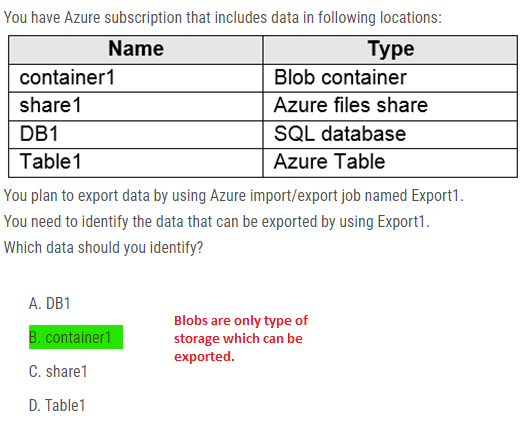 You have Azure subscription that includes data in following locations:
Name Type
container1 Blob container
share1 Azure files share
DB1 SQL database
Table1 Azure Table
You plan to export data by using Azure import/export job named Export1.
You need to identify the data that can be exported by using Export1.
Which data should you identify?
A. DB1
B. container1
C. share1
D. Table1
Blobs are only type of
storage which can be
exported.